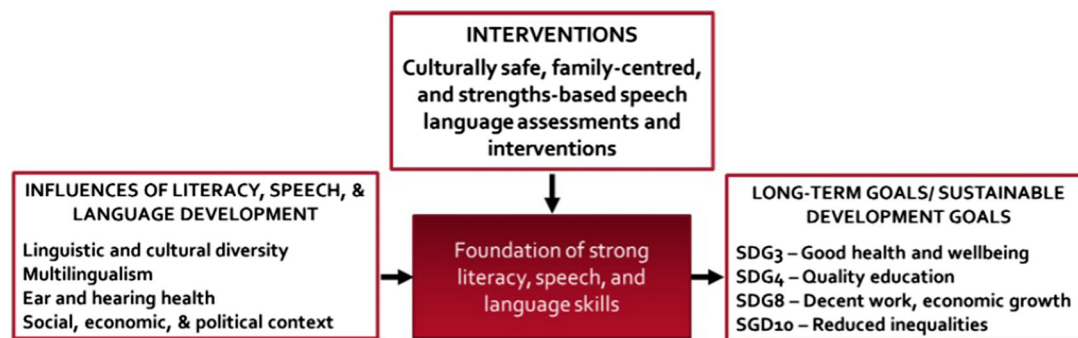 INTERVENTIONS
Culturally safe, family-centred,
and strengths-based speech
language assessments and
interventions
INFLUENCES OF LITERACY, SPEECH, &
LANGUAGE DEVELOPMENT
Linguistic and cultural diversity
Multilingualism
Ear and hearing health
Social, economic, & political context
Foundation of strong
literacy, speech, and
language skills
LONG-TERM GOALS/ SUSTAINABLE
DEVELOPMENT GOALS
SDG3 – Good health and wellbeing
SDG4 – Quality education
SDG8 – Decent work, economic growth
SGD10 – Reduced inequalities